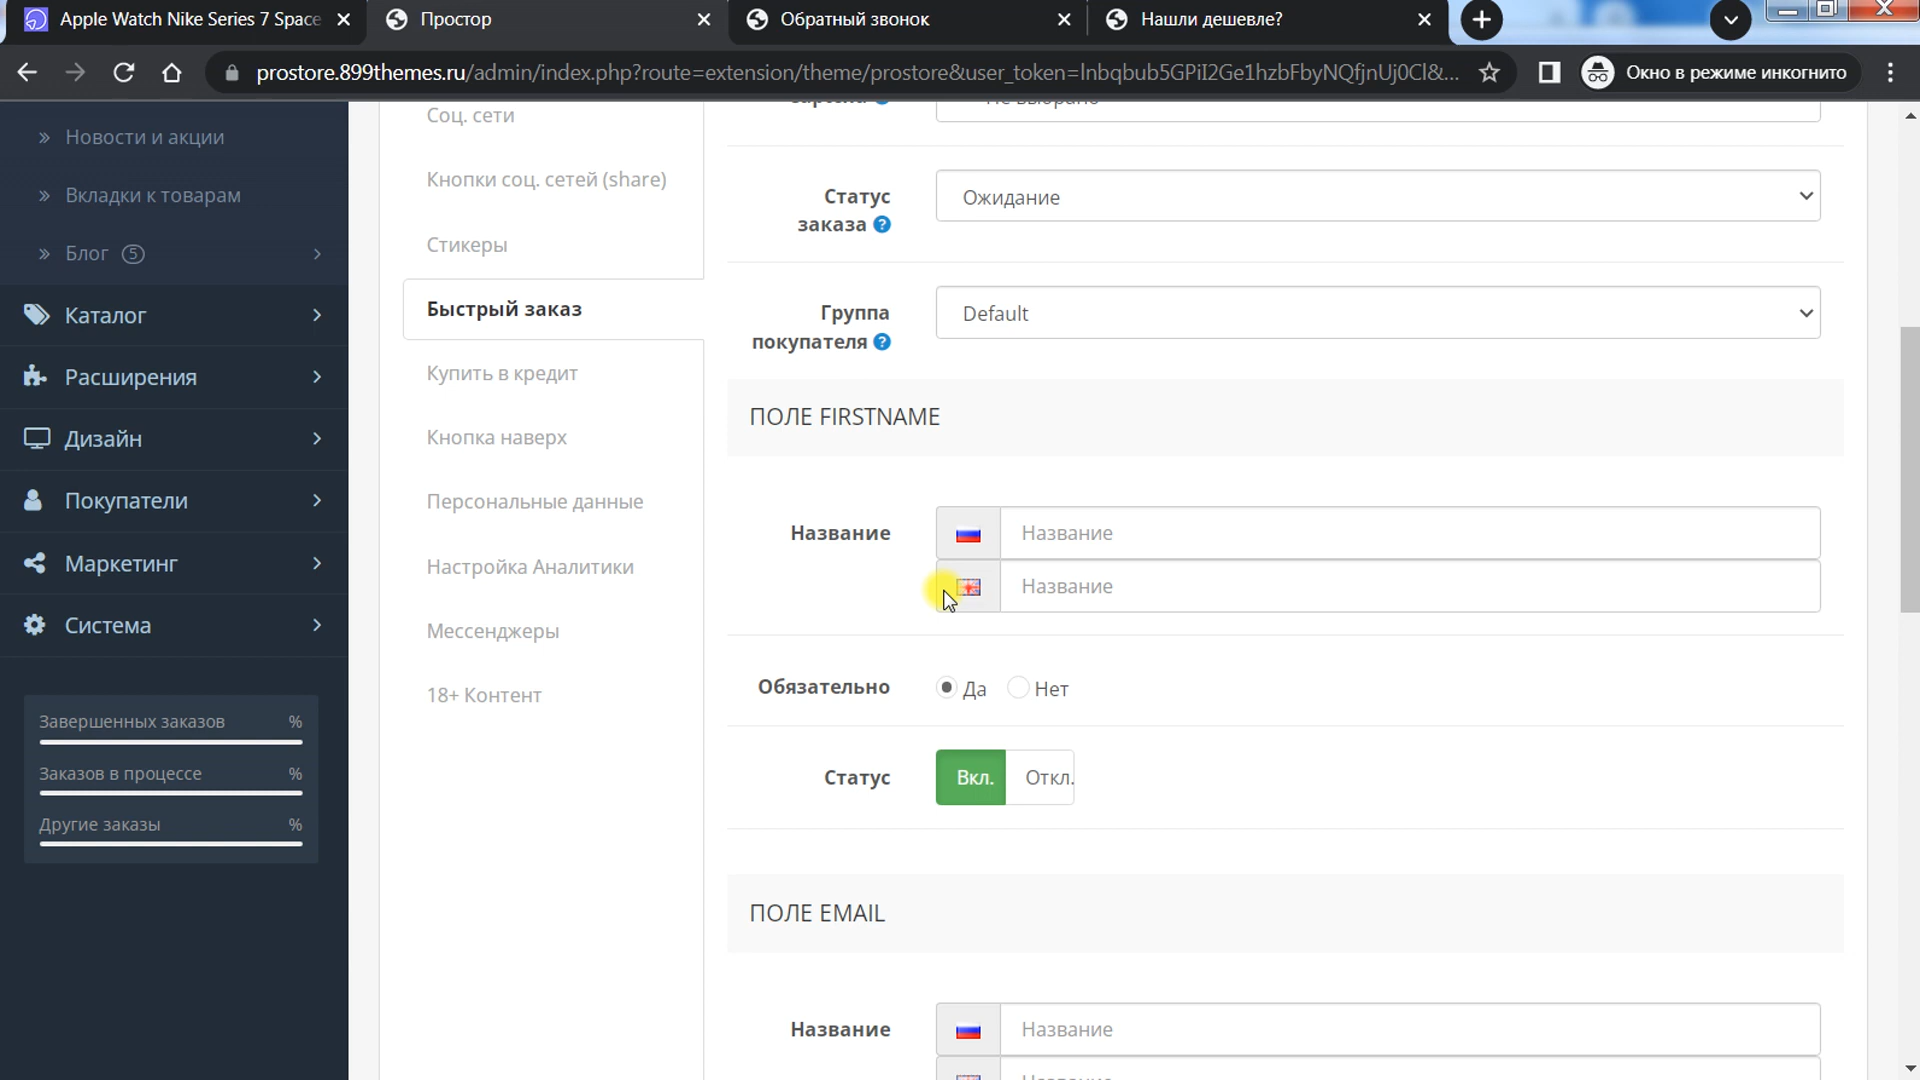 Apple Watch Nike Series 7 Space
Простор
Обратный звонок
Нашли дешевле?
prostore.899themes.ru/admin/index.php?route=extension/theme/prostore&user_token=lnbqbub5GPiI2Ge1hzbFbyNQfjnUj0Cl&...
Окно в режиме инкогнито
Новости и акции
Вкладки к товарам
Блог 5
Каталог
Расширения
Дизайн
Покупатели
Маркетинг
Система
Завершенных заказов %
Заказов в процессе %
Другие заказы %
Соц. сети
Кнопки соц. сетей (share)
Стикеры
Быстрый заказ
Купить в кредит
Кнопка наверх
Персональные данные
Настройка Аналитики
Мессенджеры
18+ Контент
Статус
заказа ?
Ожидание
Группа
покупателя ?
Default
ПОЛЕ FIRSTNAME
Название
Название
Название
Обязательно
Да Нет
Статус
Вкл. Откл.
ПОЛЕ EMAIL
Название
Название